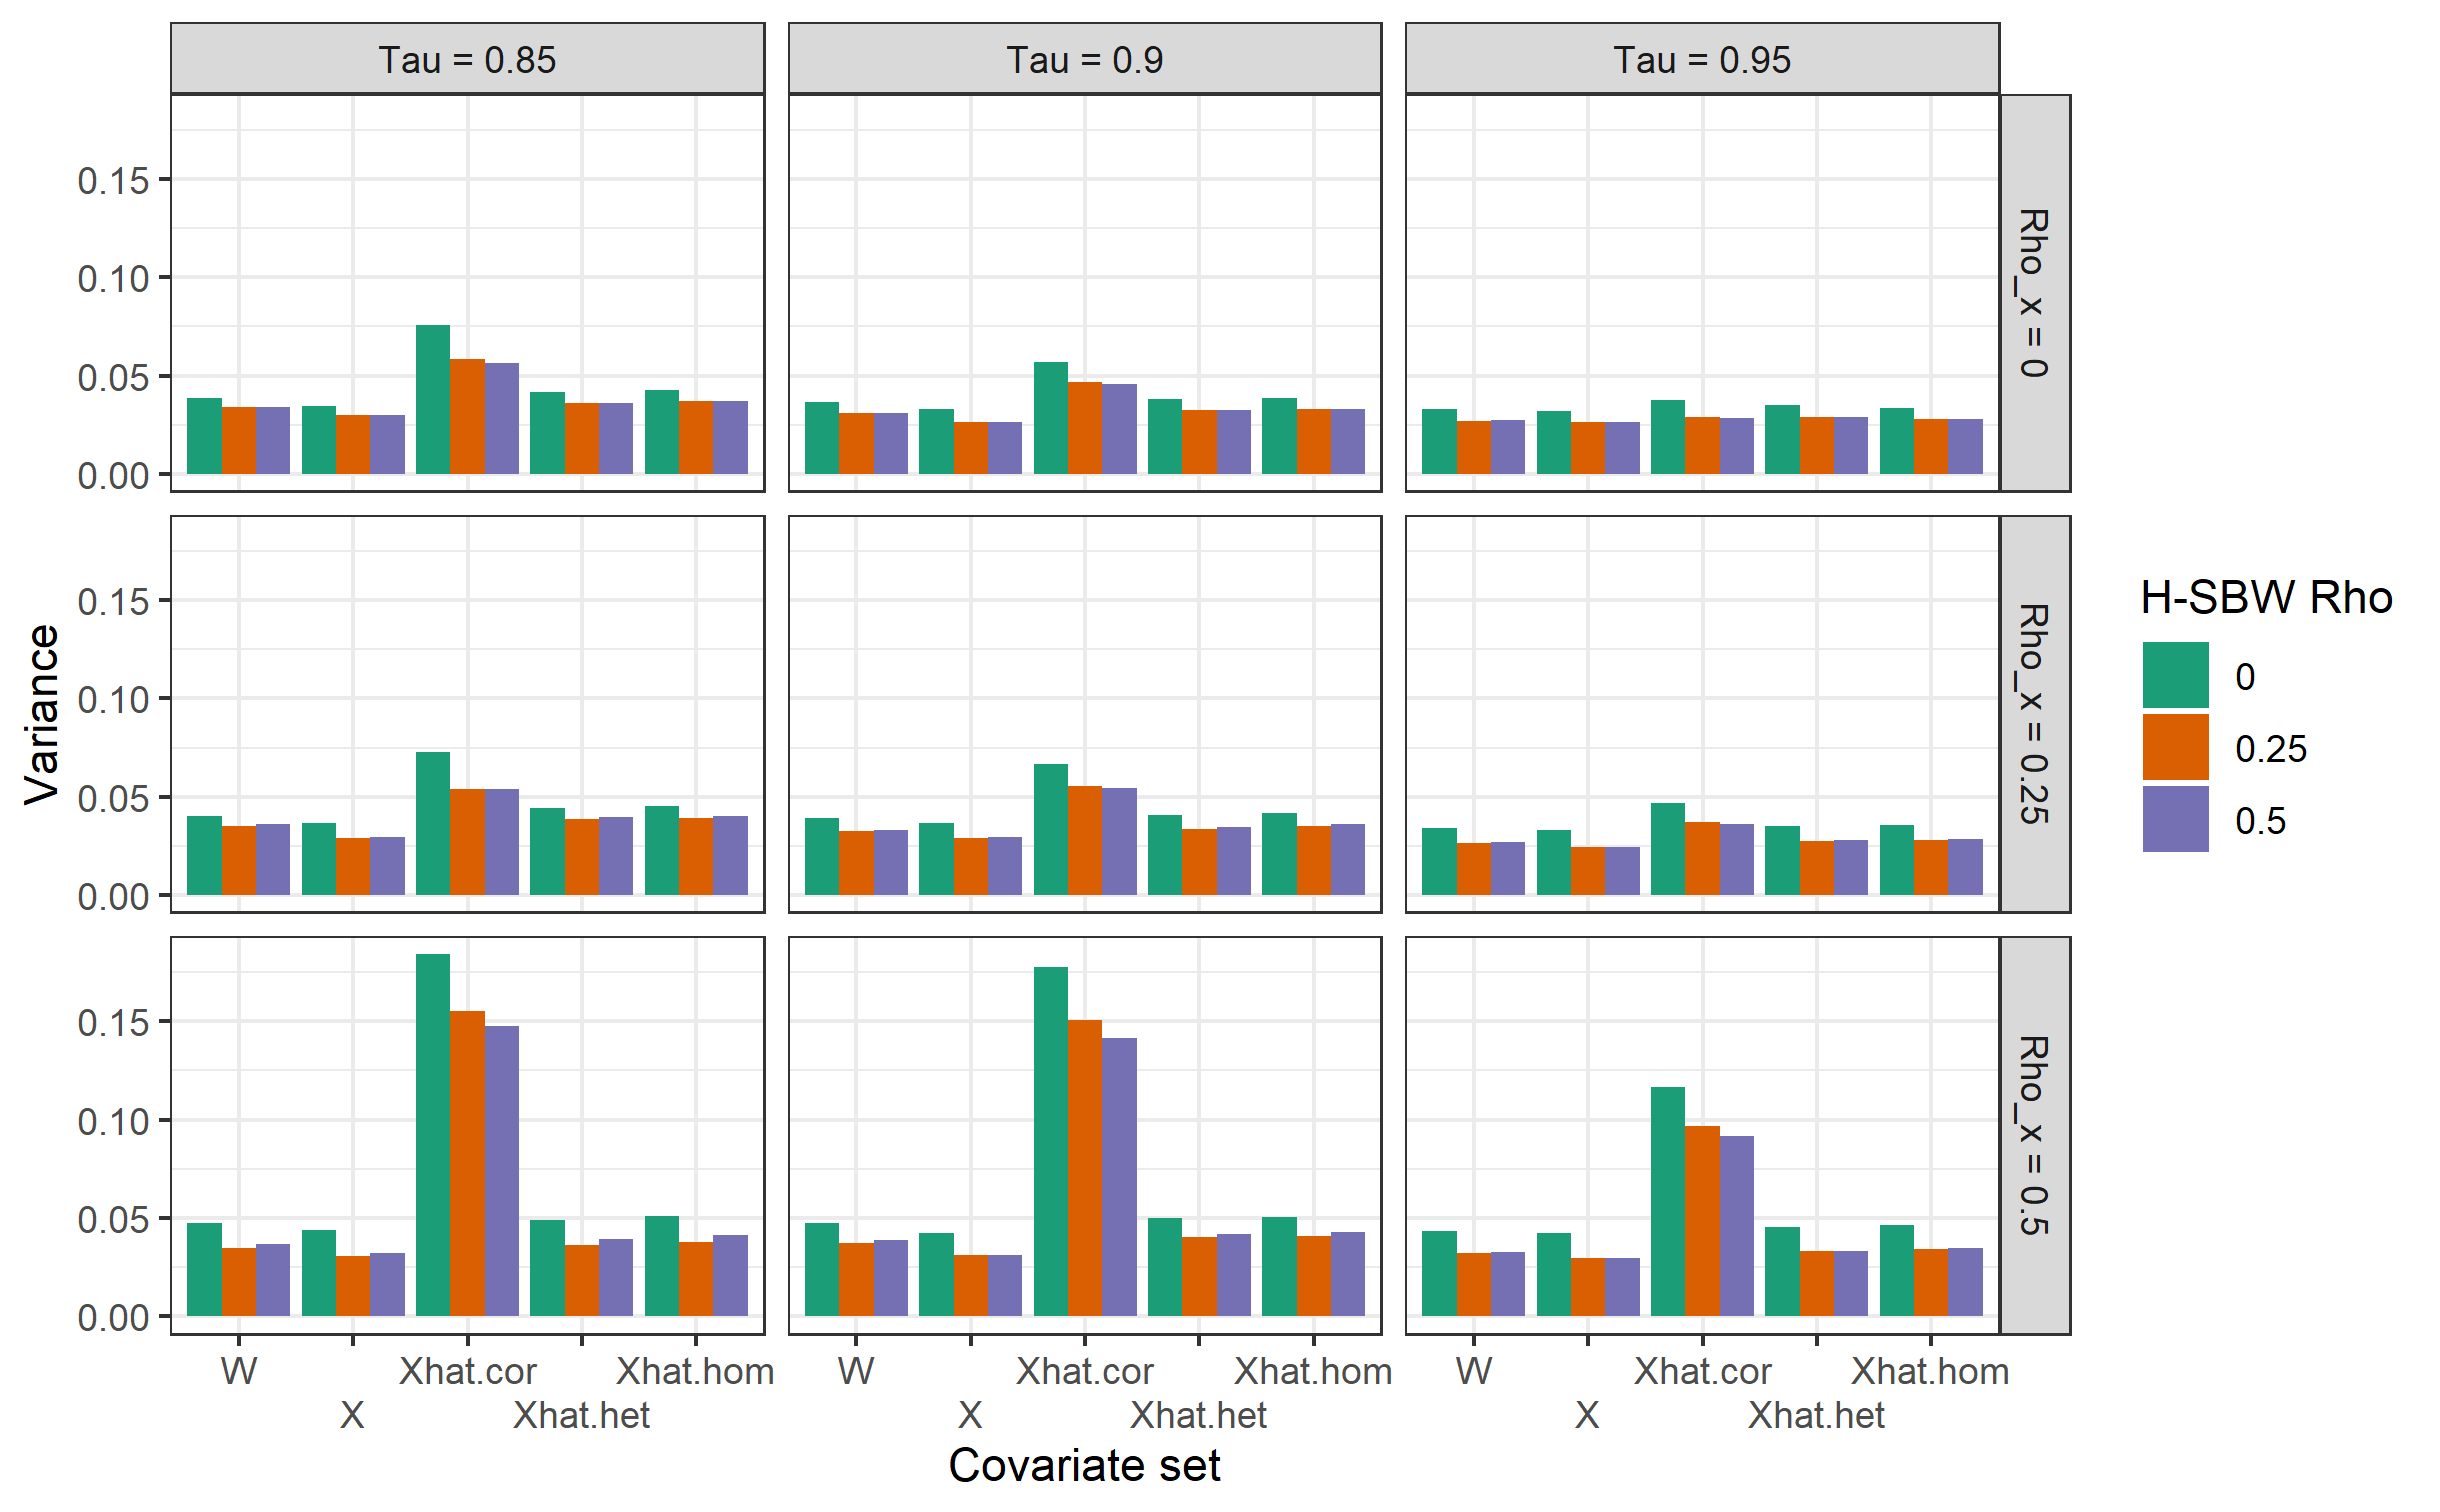 Tau = 0.85
Tau = 0.9
Tau = 0.95
Rho_x = 0
Rho_x = 0.25
Rho_x = 0.5
Variance
0.15
0.10
0.05
0.00
0.15
0.10
0.05
0.00
0.15
0.10
0.05
0.00
W
X
Xhat.cor
Xhat.het
Xhat.hom
W
X
Xhat.cor
Xhat.het
Xhat.hom
W
X
Xhat.cor
Xhat.het
Xhat.hom
Covariate set
H-SBW Rho
0
0.25
0.5